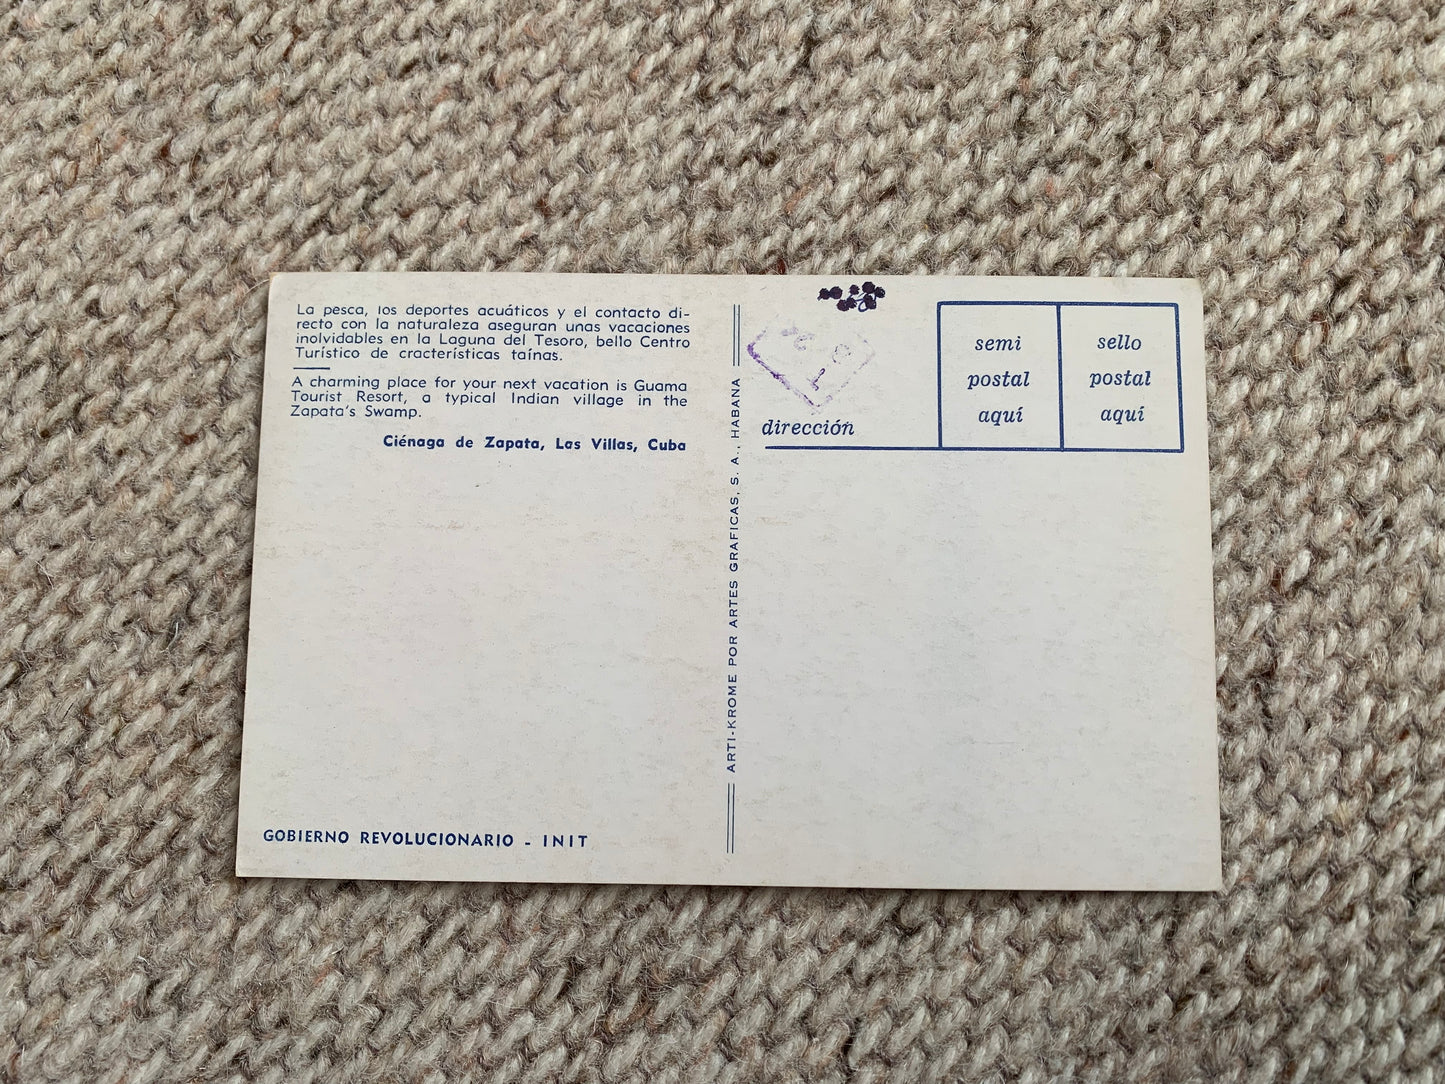 La pesca, los deportes acuáticos y el contacto di-
recto con la naturaleza aseguran unas vacaciones
inolvidables en la Laguna del Tesoro, bello Centro
Turístico de cracterísticas taínas.
A charming place for your next vacation is Guama
Tourist Resort, a typical Indian village in the
Zapata's Swamp.
Ciénaga de Zapata, Las Villas, Cuba
GOBIERNO REVOLUCIONARIO - INIT
ARTI-KROME POR ARTES GRAFICAS, S. A., HABANA
dirección
semi
postal
aquí
sello
postal
aquí